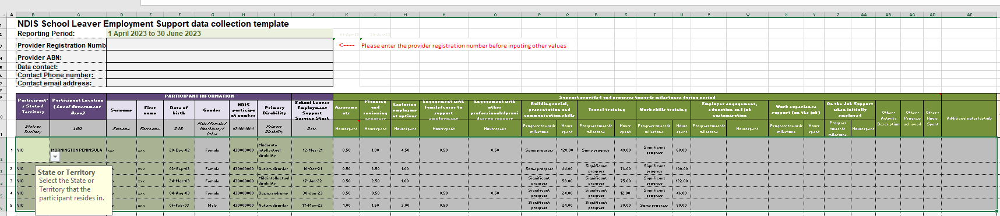 A B C D E F G H I J K L M N O P Q R S T U V W X Y Z AA AB AC AD AE
NDIS School Leaver Employment Support data collection template
Reporting Period: 1 April 2023 to 30 June 2023
Provider Registration Numb <---- Please enter the provider registration number before inputing other values
Provider ABN:
Data contact:
Contact Phone number:
Contact email address:
PARTICIPANT INFORMATION Support provided and progress towards milestones during period
Participant's State / Territory Participant Location (Local Government Area) Surname First name Date of birth Gender NDIS participant number Primary Disability School Leaver Employment Support Service Start Assessments Planning and reviewing progress Exploring employment options Engagement with family/carer to support employment Engagement with other professionals/providers to support Building social, presentation and communication skills Travel training Work skills training Employer engagement, education and job customisation Work experience support (on the job) On the Job Support when initially employed Other - Activity Description Other - Progress achieved Other - Hours Spent Additional notes/details
State or Territory LGA Surname First name DOB Male/Female/Non-binary/Other 430000000 Primary Disability Date Hours spent Hours spent Hours spent Hours spent Hours spent Progress towards milestone Hours spent Progress towards milestone Hours spent Progress towards milestone Hours spent Progress towards milestone Hours spent Progress towards milestone Hours spent Progress towards milestone Hours spent
1 VIC MORNINGTON PENINSULA xxx xxx 20-Dec-02 Female 430000000 Moderate intellectual disability 12-May-21 0.50 1.00 4.50 0.50 0.50 Some progress 128.00 Some progress 49.00 Significant progress 68.00
2 VIC xxx 02-Sep-02 Female 430000000 Autism disorder 10-Oct-21 0.50 2.50 1.00 Some progress 84.00 Significant progress 78.00 Significant progress 100.00
3 VIC xxx 24-Mar-03 Female 430000000 Mild intellectual disability 17-Jan-22 0.50 2.50 1.00 Significant progress 58.00 Significant progress 75.00 Significant progress 122.00
4 VIC xxx 04-Aug-03 Female 430000000 Down syndrome 30-Jan-23 0.50 0.50 0.50 0.50 Significant progress 24.00 Significant progress 12.00 Significant progress 46.00
5 VIC xxx 06-Feb-03 Male 430000000 Autism disorder 17-May-23 1.00 1.50 3.00 0.50 Significant progress 24.00 Significant progress 30.00 Some progress 80.00
State or Territory
Select the State or
Territory that the
participant resides in.